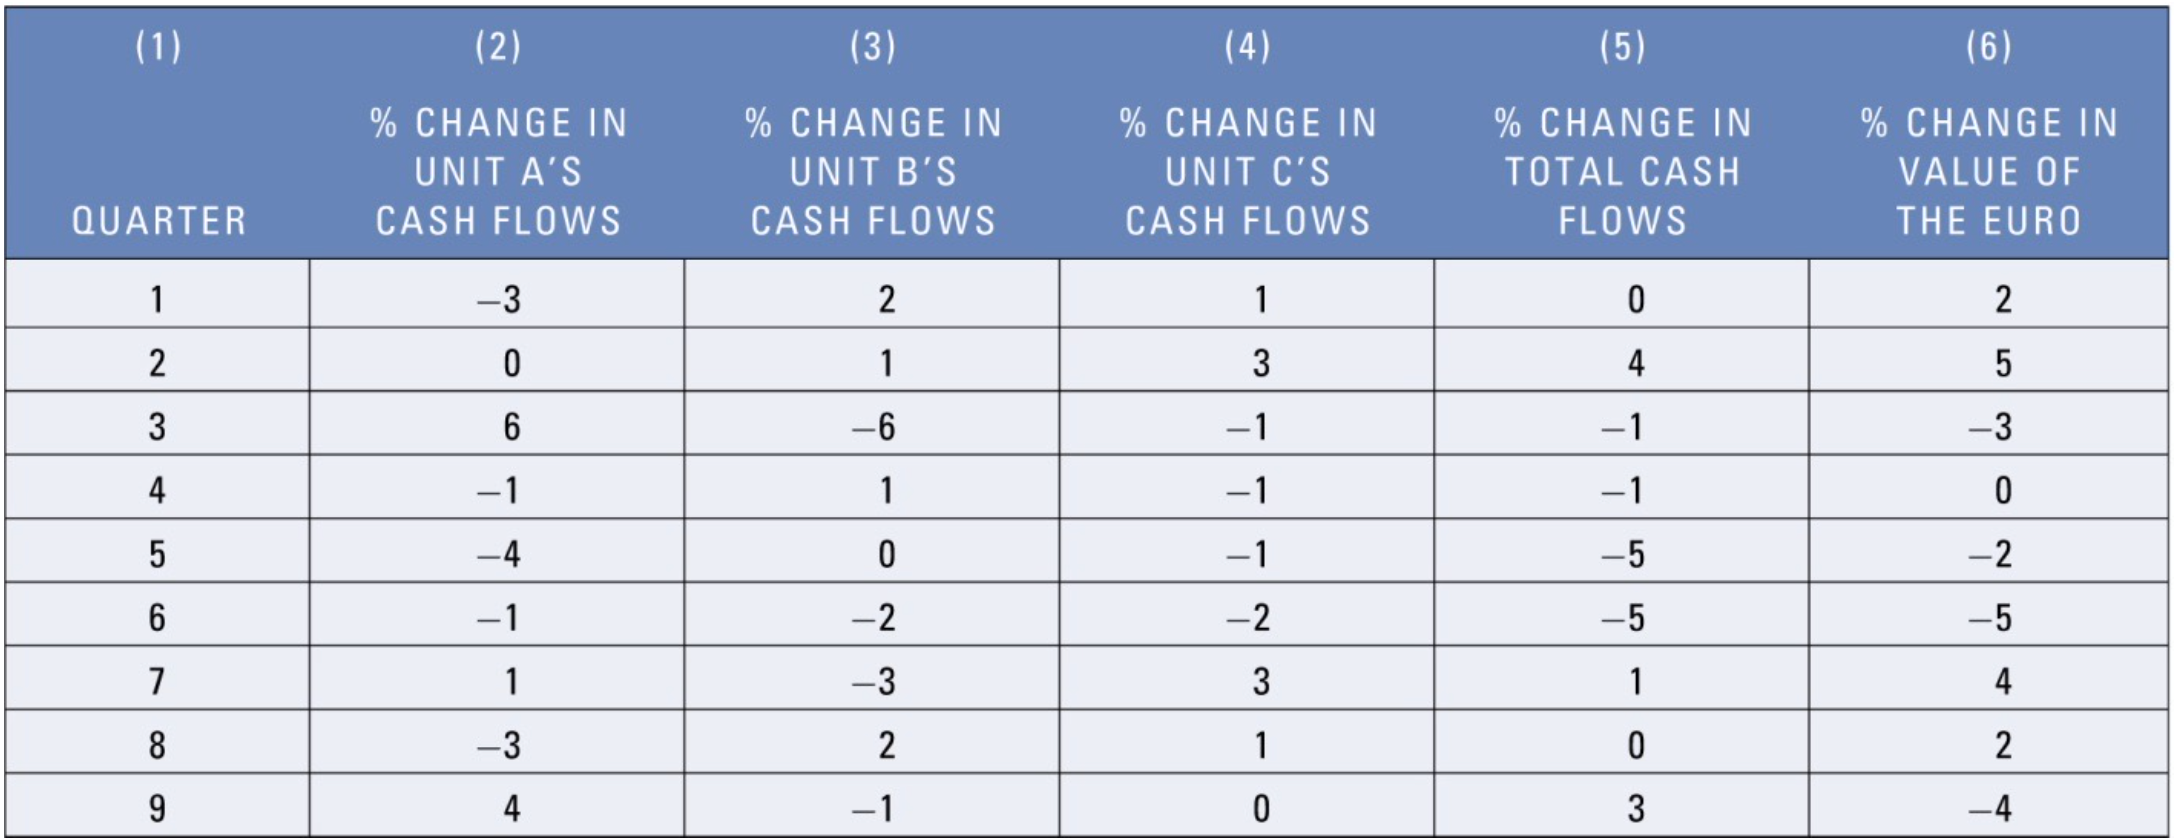 (1) (2) (3) (4) (5) (6)
% CHANGE IN % CHANGE IN % CHANGE IN % CHANGE IN % CHANGE IN
UNIT A'S UNIT B'S UNIT C'S TOTAL CASH VALUE OF
QUARTER CASH FLOWS CASH FLOWS CASH FLOWS FLOWS THE EURO
1 –3 2 1 0 2
2 0 1 3 4 5
3 6 –6 –1 –1 –3
4 –1 1 –1 –1 0
5 –4 0 –1 –5 –2
6 –1 –2 –2 –5 –5
7 1 –3 3 1 4
8 –3 2 1 0 2
9 4 –1 0 3 –4